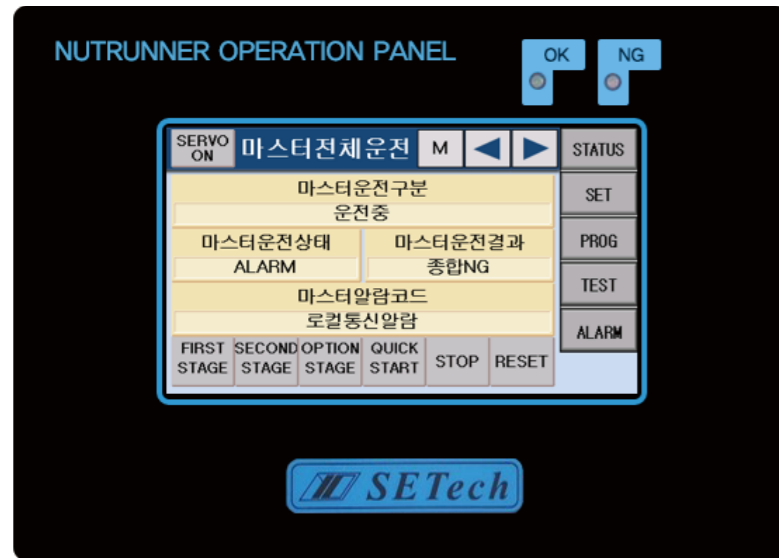 NUTRUNNER OPERATION PANEL
OK
NG
SERVO ON
마스터전체운전
M
STATUS
마스터운전구분
운전중
SET
마스터운전상태
마스터운전결과
PROG
ALARM
종합NG
TEST
마스터알람코드
로컬통신알람
ALARM
FIRST STAGE
SECOND STAGE
OPTION STAGE
QUICK START
STOP
RESET
SETech